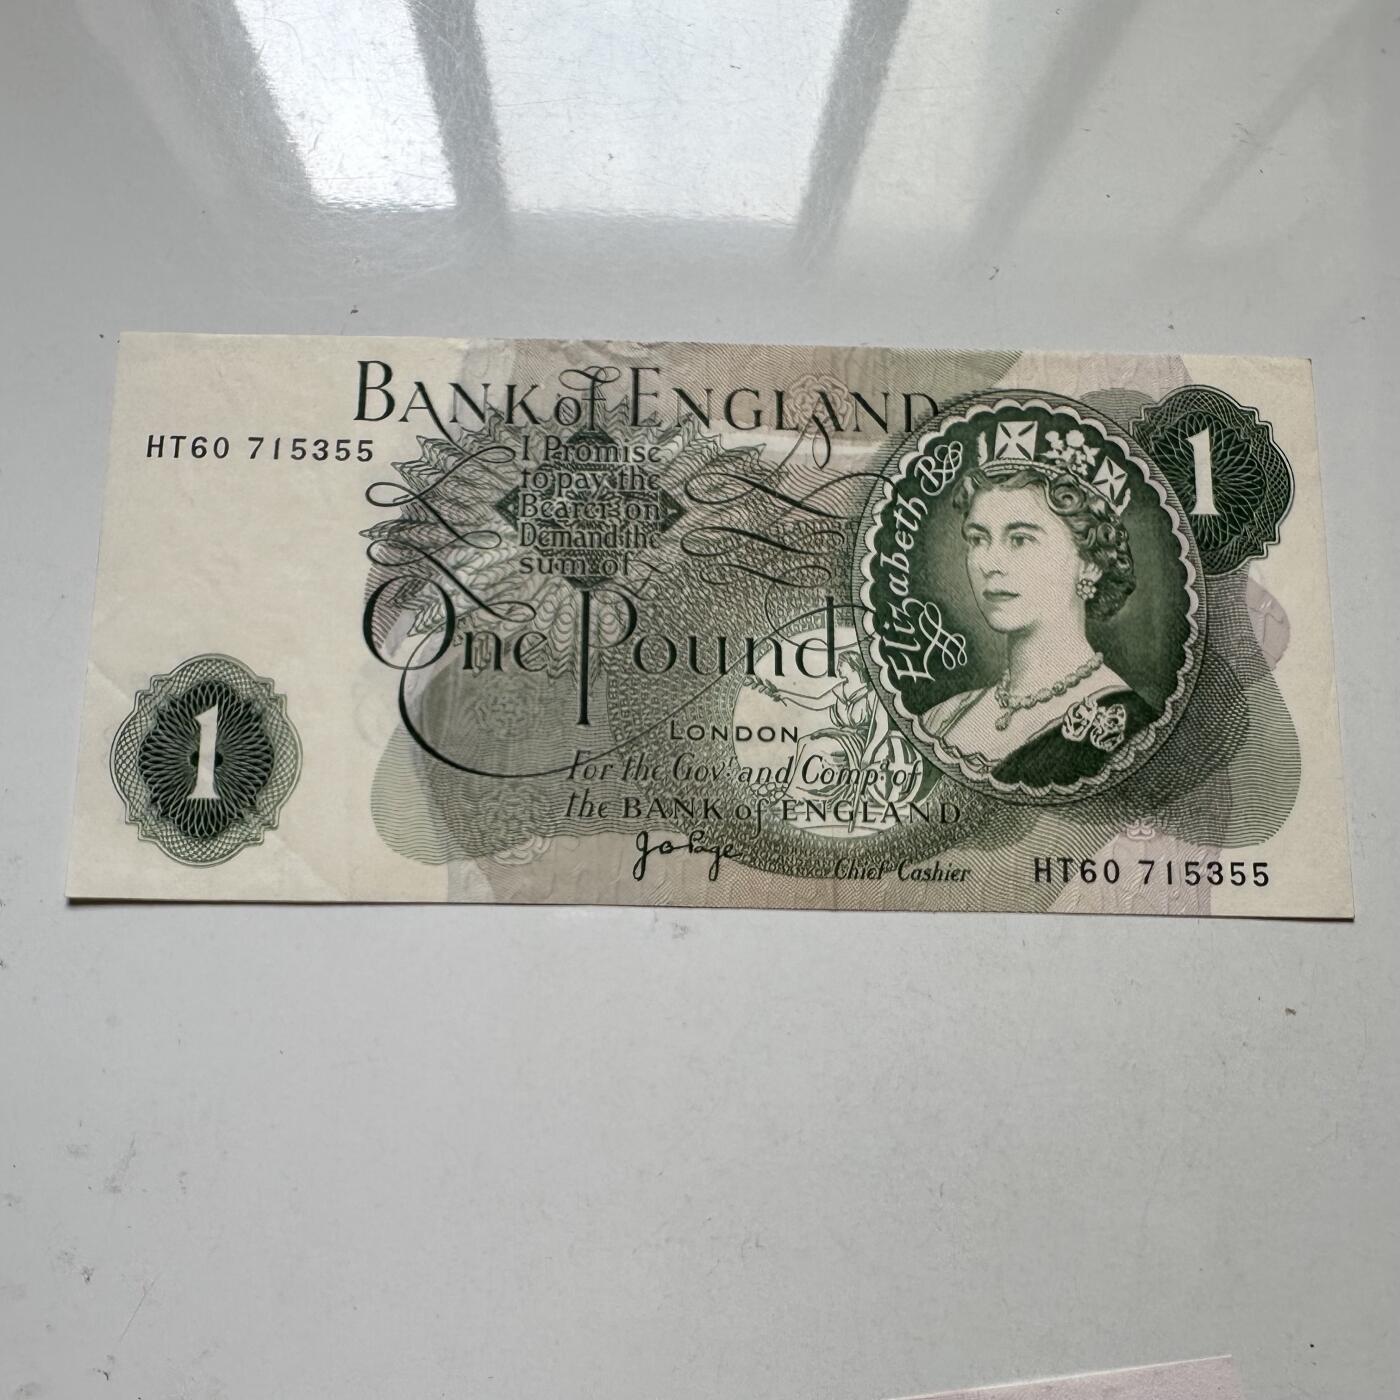 BANK of ENGLAND
HT60 715355
I Promise
to pay the
Bearer on
Demand the
sum of
One Pound
LONDON
For the Govr. and Compa. of
the BANK of ENGLAND
Chief Cashier
Elizabeth R
1
1
HT60 715355